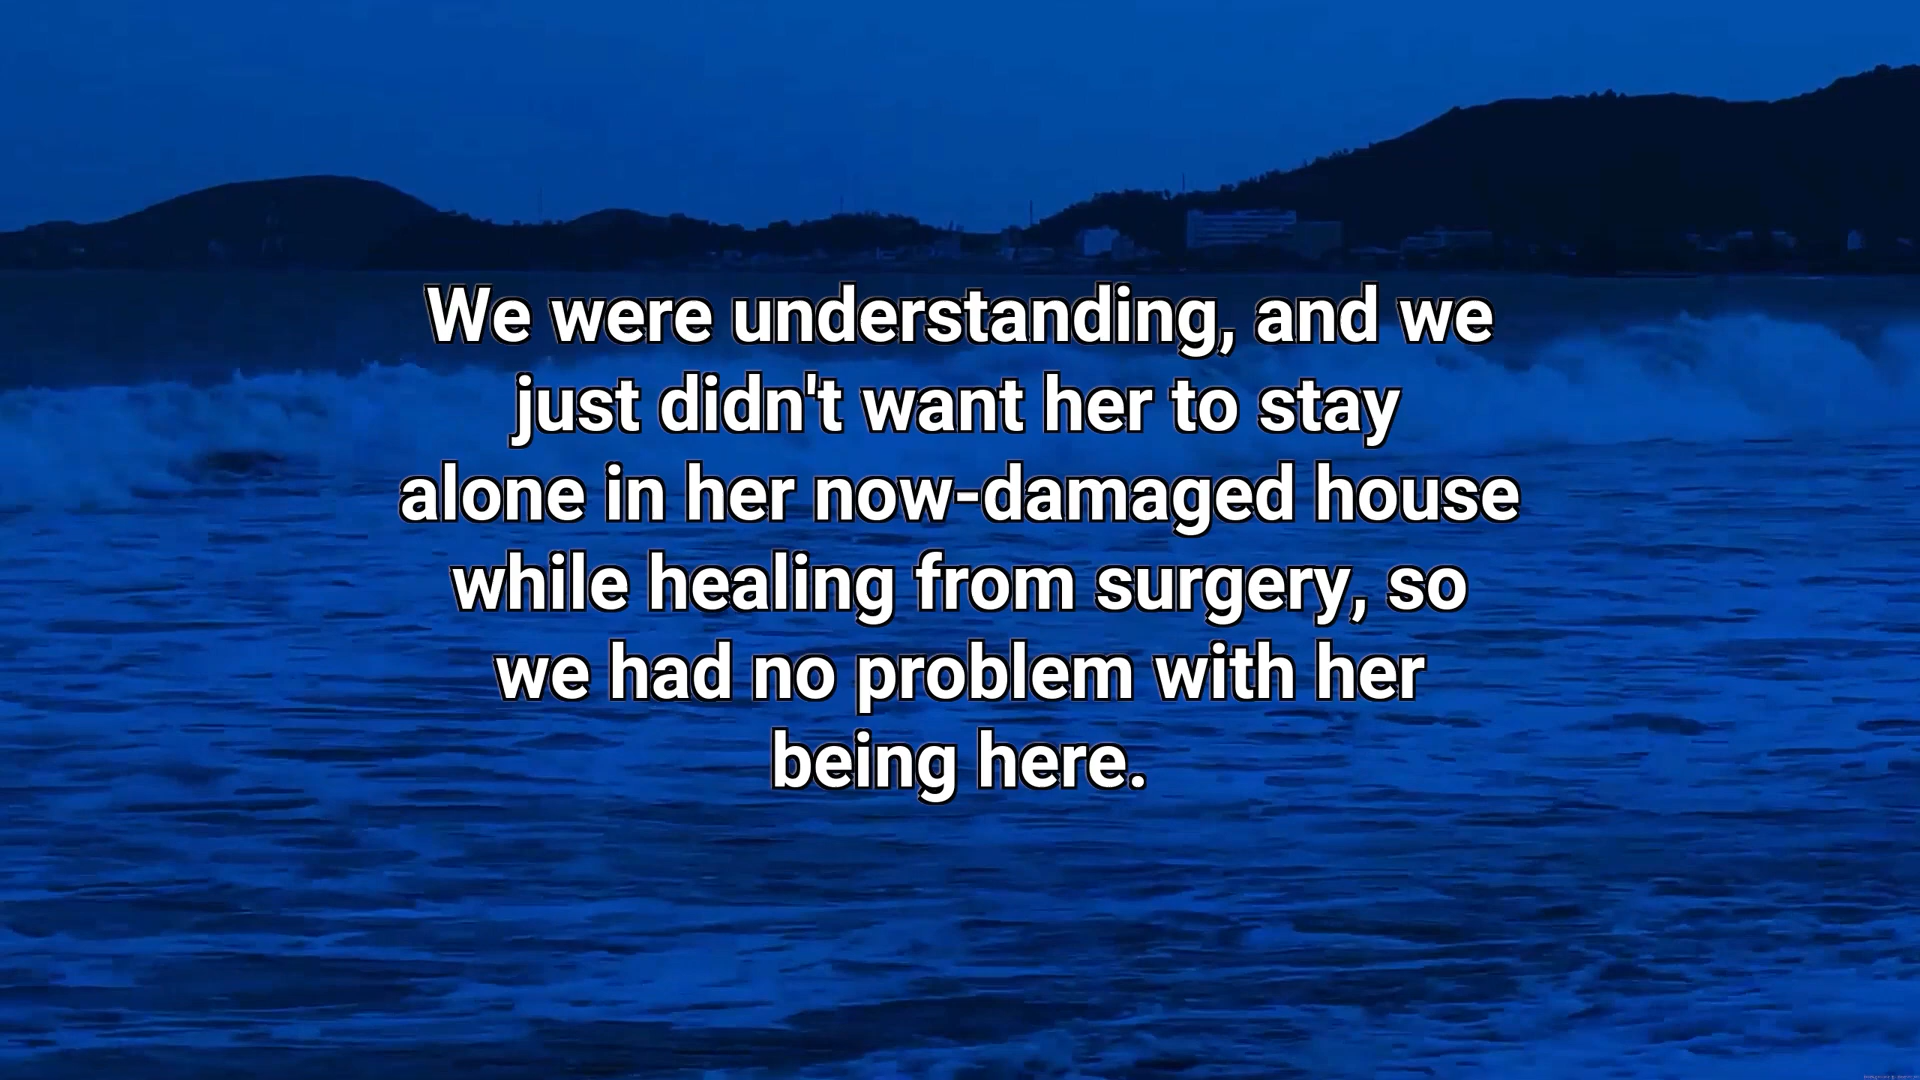 We were understanding, and we
just didn't want her to stay
alone in her now-damaged house
while healing from surgery, so
we had no problem with her
being here.